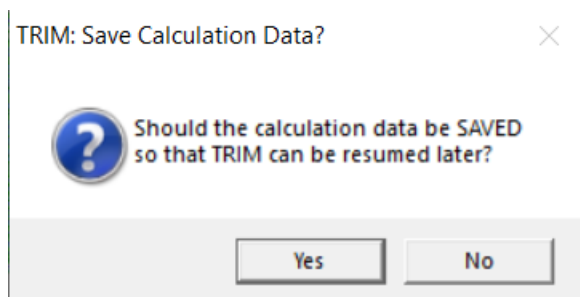 TRIM: Save Calculation Data?
Should the calculation data be SAVED
so that TRIM can be resumed later?
Yes
No